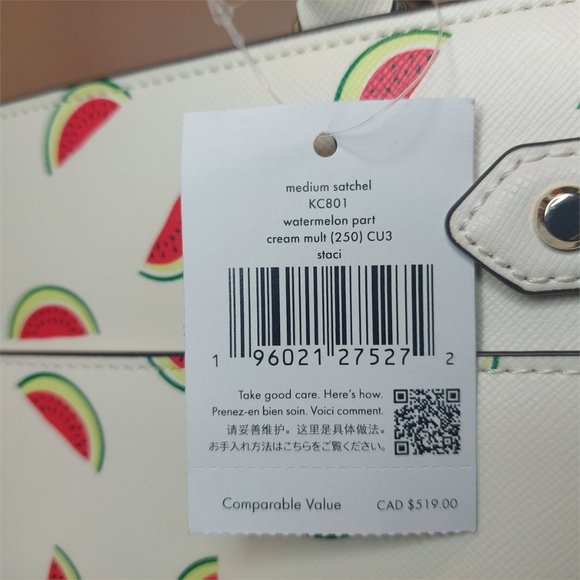 medium satchel
KC801
watermelon part
cream mult (250) CU3
staci
1 96021 27527 2
Take good care. Here's how.
Prenez-en bien soin. Voici comment.
请妥善维护。这里是具体做法。
お手入れ方法はこちらをご覧ください。
Comparable Value CAD $519.00